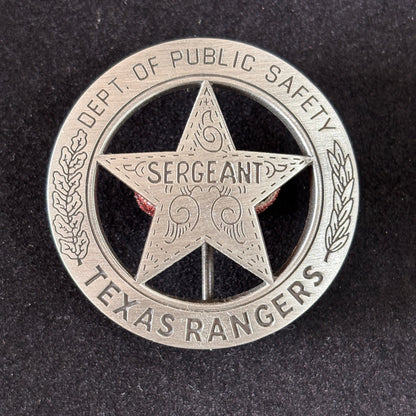 DEPT. OF PUBLIC SAFETY
SERGEANT
TEXAS RANGERS